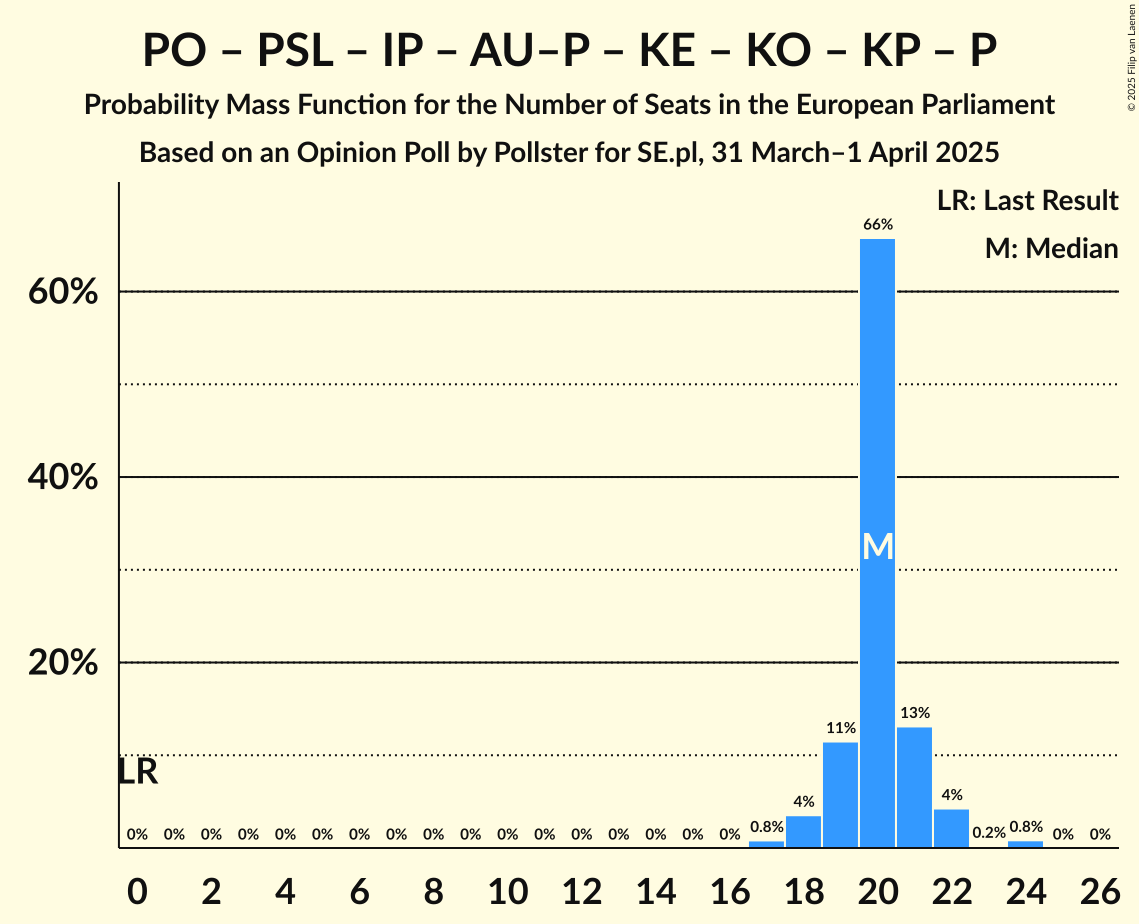 PO – PSL – IP – AU–P – KE – KO – KP – P
Probability Mass Function for the Number of Seats in the European Parliament
Based on an Opinion Poll by Pollster for SE.pl, 31 March–1 April 2025
© 2025 Filip van Laenen
LR: Last Result
M: Median
66%
60%
40%
M
20%
13%
11%
LR
4%
4%
0% 0% 0% 0% 0% 0% 0% 0% 0% 0% 0% 0% 0% 0% 0% 0% 0% 0.8% 0.2% 0.8% 0% 0%
0 2 4 6 8 10 12 14 16 18 20 22 24 26